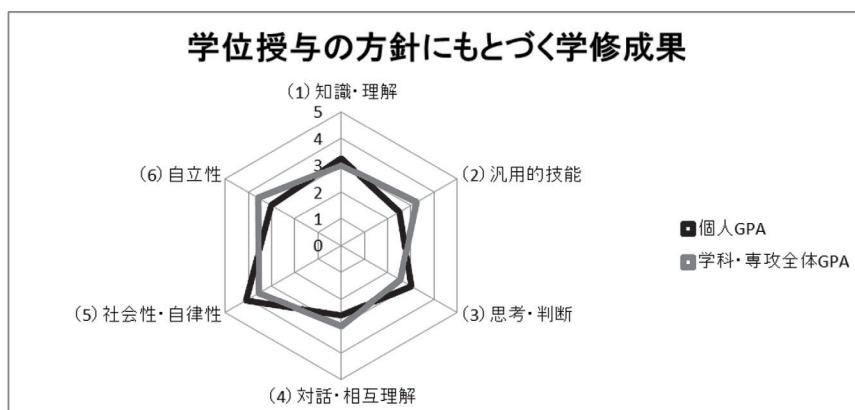 学位授与の方針にもとづく学修成果
(1) 知識・理解
5
4
3
2
1
0
(2) 汎用的技能
(3) 思考・判断
(4) 対話・相互理解
(5) 社会性・自律性
(6) 自立性
個人GPA
学科・専攻全体GPA